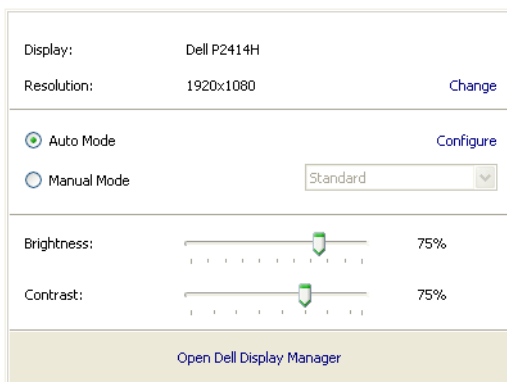 Display: Dell P2414H
Resolution: 1920x1080 Change
Auto Mode Configure
Manual Mode Standard
Brightness: 75%
Contrast: 75%
Open Dell Display Manager